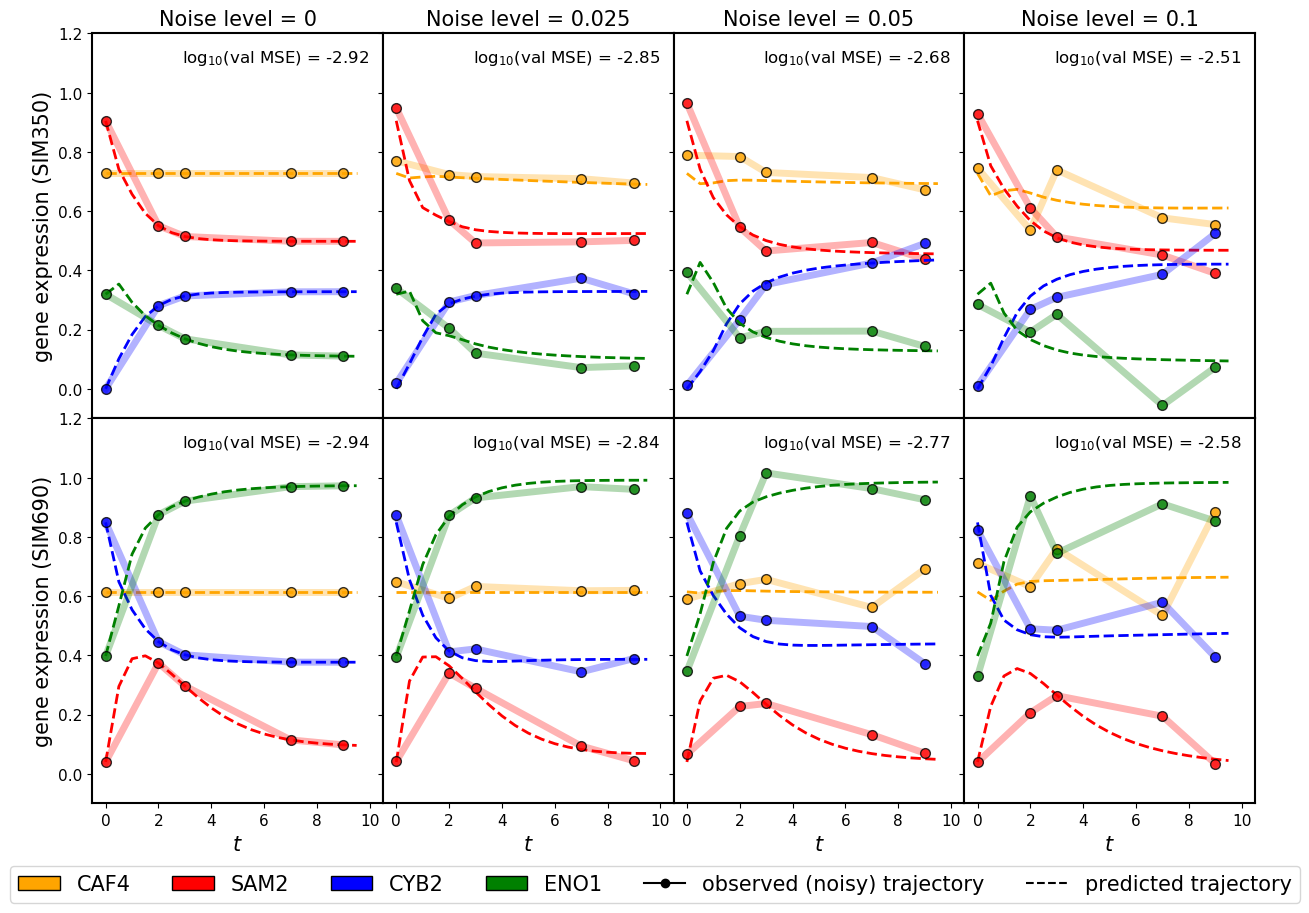 Noise level = 0 Noise level = 0.025 Noise level = 0.05 Noise level = 0.1
gene expression (SIM350)
1.2
1.0
0.8
0.6
0.4
0.2
0.0
log₁₀(val MSE) = -2.92
log₁₀(val MSE) = -2.85
log₁₀(val MSE) = -2.68
log₁₀(val MSE) = -2.51
gene expression (SIM690)
1.2
1.0
0.8
0.6
0.4
0.2
0.0
log₁₀(val MSE) = -2.94
log₁₀(val MSE) = -2.84
log₁₀(val MSE) = -2.77
log₁₀(val MSE) = -2.58
0 2 4 6 8 10 0 2 4 6 8 10 0 2 4 6 8 10 0 2 4 6 8 10
t t t t
CAF4 SAM2 CYB2 ENO1 observed (noisy) trajectory predicted trajectory